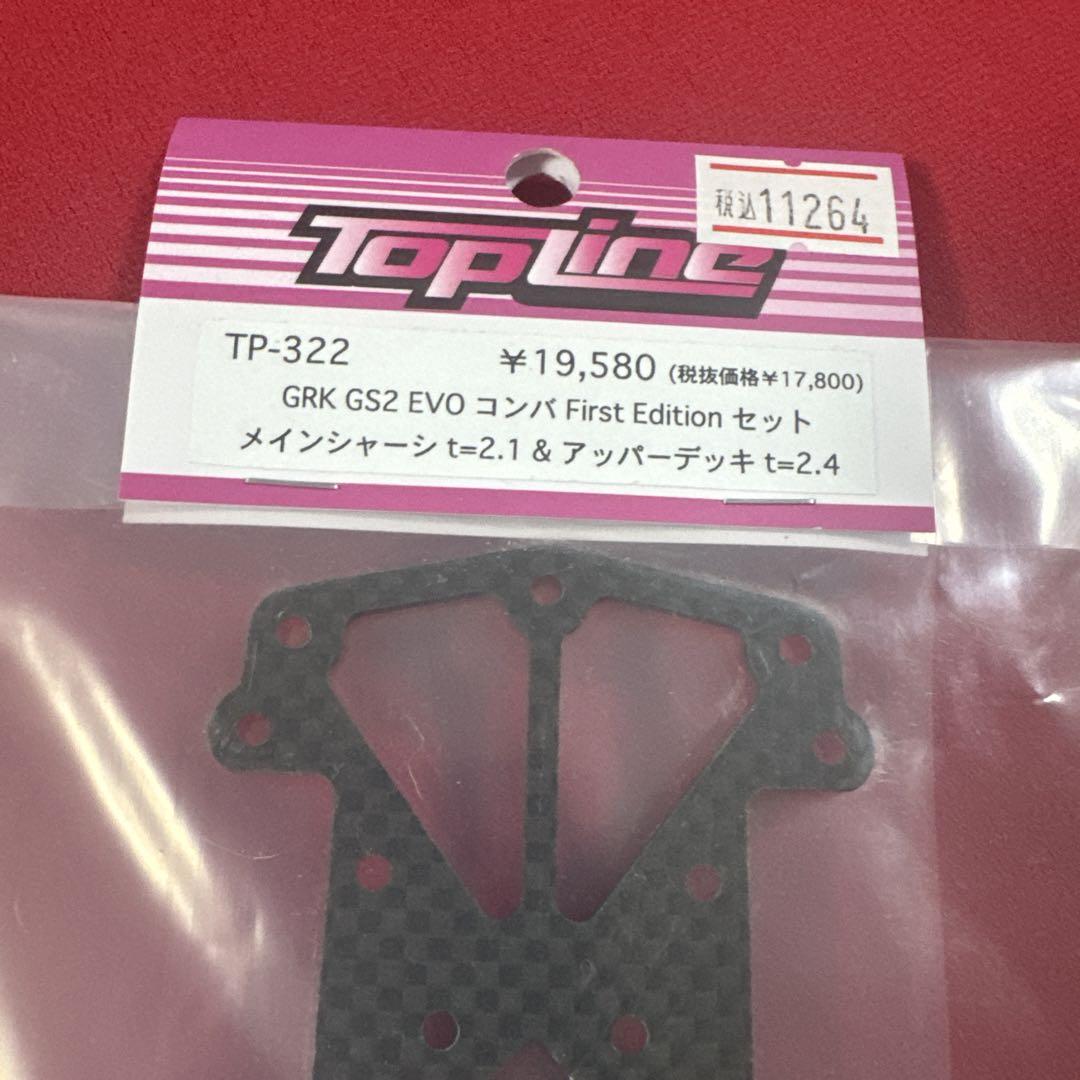 税込11264
TopLine
TP-322 ¥19,580 (税抜価格¥17,800)
GRK GS2 EVO コンバ First Edition セット
メインシャーシ t=2.1 & アッパーデッキ t=2.4